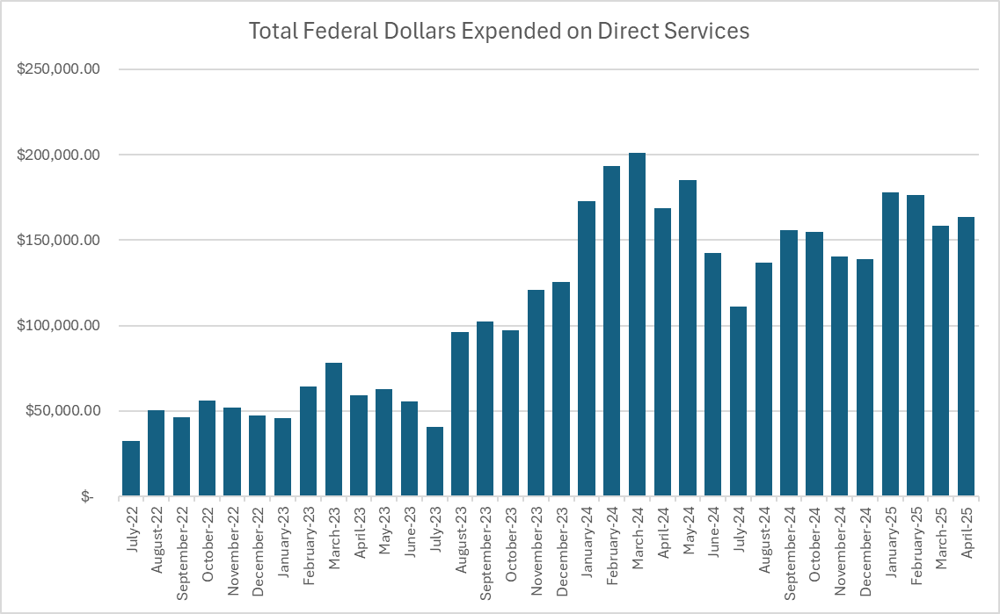 Total Federal Dollars Expended on Direct Services
$250,000.00
$200,000.00
$150,000.00
$100,000.00
$50,000.00
$-
July-22
August-22
September-22
October-22
November-22
December-22
January-23
February-23
March-23
April-23
May-23
June-23
July-23
August-23
September-23
October-23
November-23
December-23
January-24
February-24
March-24
April-24
May-24
June-24
July-24
August-24
September-24
October-24
November-24
December-24
January-25
February-25
March-25
April-25